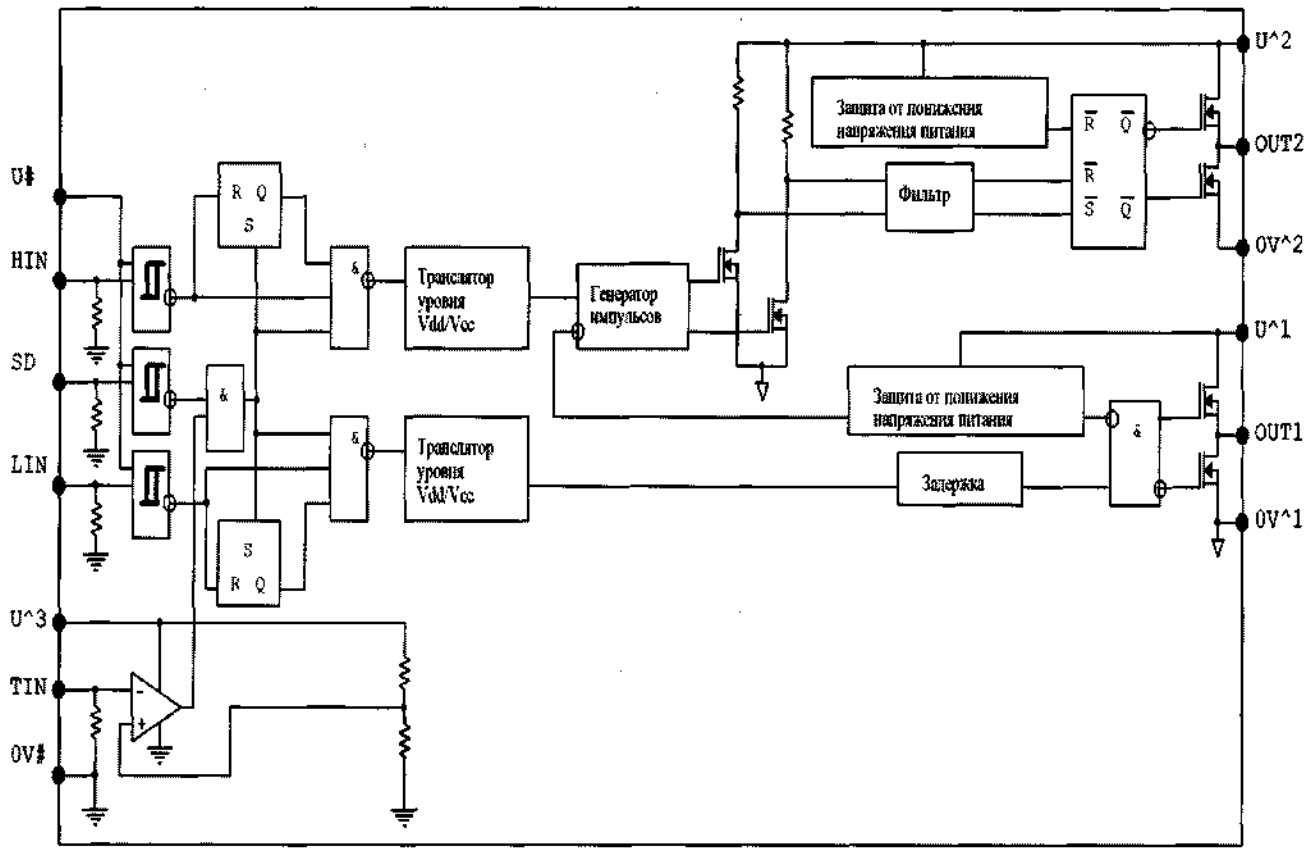 U^2
Защита от понижения
напряжения питания
R Q
OUT2
U#
R Q
S
R
Фильтр
S Q
0V^2
HIN
&
Транслятор
уровня
Vdd/Vcc
Генератор
импульсов
U^1
SD
&
Защита от понижения
напряжения питания
&
OUT1
LIN
&
Транслятор
уровня
Vdd/Vcc
Задержка
0V^1
S
R Q
U^3
TIN
-
+
0V#